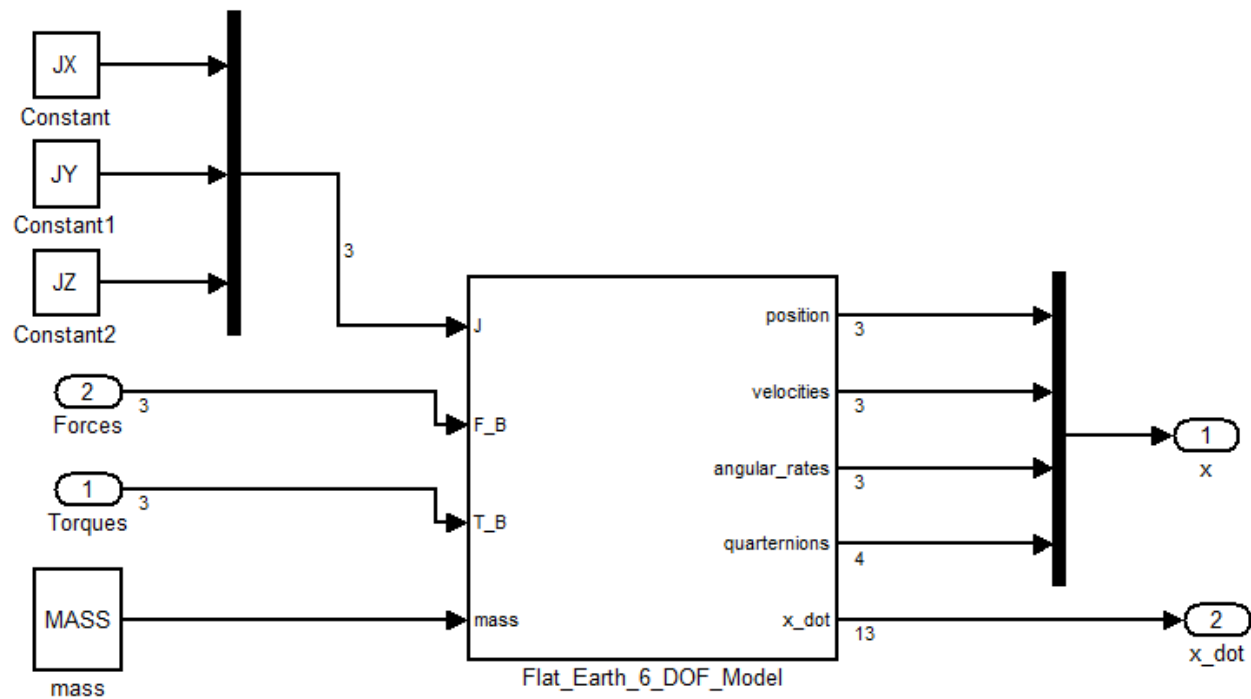 JX
Constant
JY
Constant1
JZ
Constant2
3
2
3
Forces
1
3
Torques
MASS
mass
J
F_B
T_B
mass
position
3
velocities
3
angular_rates
3
quarternions
4
x_dot
13
Flat_Earth_6_DOF_Model
1
x
2
x_dot